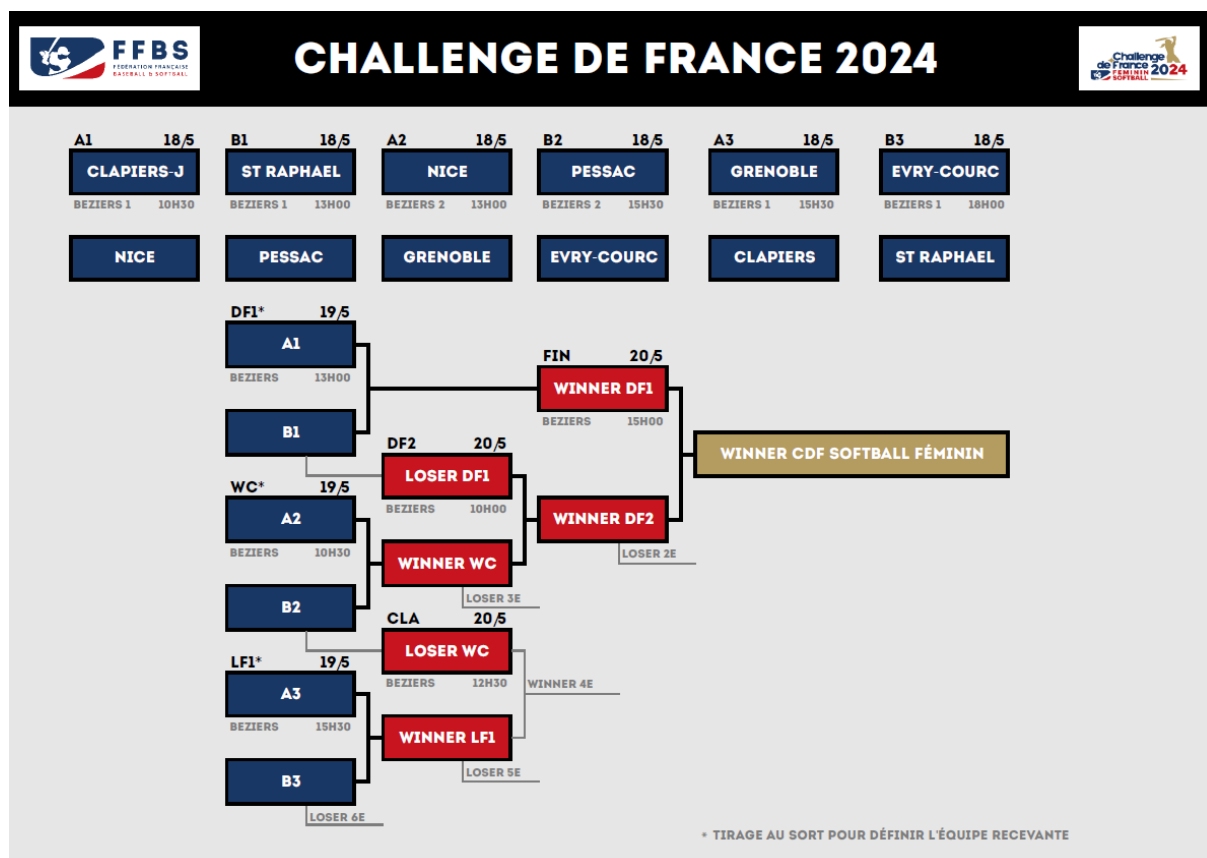 FFBS
FÉDÉRATION FRANÇAISE
BASEBALL & SOFTBALL
CHALLENGE DE FRANCE 2024
Challenge
de France
FÉMININ
SOFTBALL
2024
A1 18/5 B1 18/5 A2 18/5 B2 18/5 A3 18/5 B3 18/5
CLAPIERS-J ST RAPHAEL NICE PESSAC GRENOBLE EVRY-COURC
BEZIERS 1 10H30 BEZIERS 1 13H00 BEZIERS 2 13H00 BEZIERS 2 15H30 BEZIERS 1 15H30 BEZIERS 1 18H00
NICE PESSAC GRENOBLE EVRY-COURC CLAPIERS ST RAPHAEL
DF1* 19/5
A1
BEZIERS 13H00
B1
FIN 20/5
WINNER DF1
BEZIERS 15H00
DF2 20/5
LOSER DF1
BEZIERS 10H00
WINNER CDF SOFTBALL FÉMININ
WC* 19/5
A2
BEZIERS 10H30
WINNER DF2
LOSER 2E
WINNER WC
LOSER 3E
B2
CLA 20/5
LOSER WC
BEZIERS 12H30
WINNER 4E
LF1* 19/5
A3
BEZIERS 15H30
WINNER LF1
LOSER 5E
B3
LOSER 6E
* TIRAGE AU SORT POUR DÉFINIR L'ÉQUIPE RECEVANTE